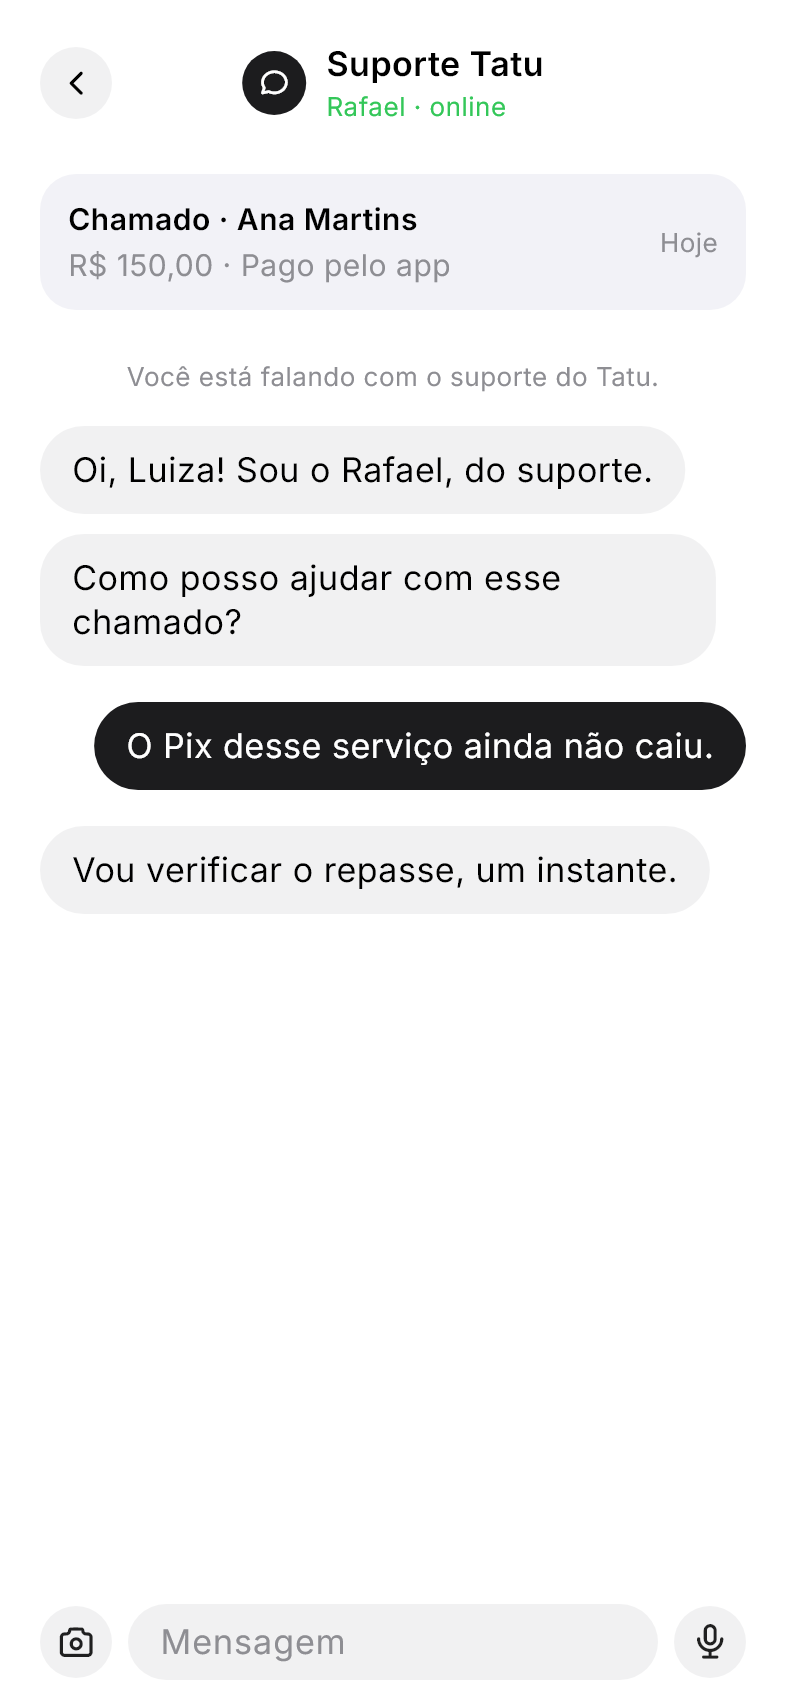 Suporte Tatu
Rafael · online
Chamado · Ana Martins
R$ 150,00 · Pago pelo app
Hoje
Você está falando com o suporte do Tatu.
Oi, Luiza! Sou o Rafael, do suporte.
Como posso ajudar com esse
chamado?
O Pix desse serviço ainda não caiu.
Vou verificar o repasse, um instante.
Mensagem